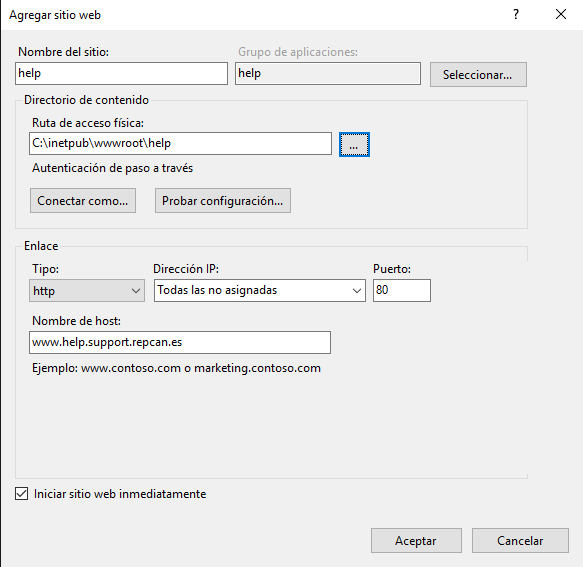 Agregar sitio web
Nombre del sitio: Grupo de aplicaciones:
help help Seleccionar...
Directorio de contenido
Ruta de acceso física:
C:\inetpub\wwwroot\help ...
Autenticación de paso a través
Conectar como... Probar configuración...
Enlace
Tipo: Dirección IP: Puerto:
http Todas las no asignadas 80
Nombre de host:
www.help.support.repcan.es
Ejemplo: www.contoso.com o marketing.contoso.com
Iniciar sitio web inmediatamente
Aceptar Cancelar